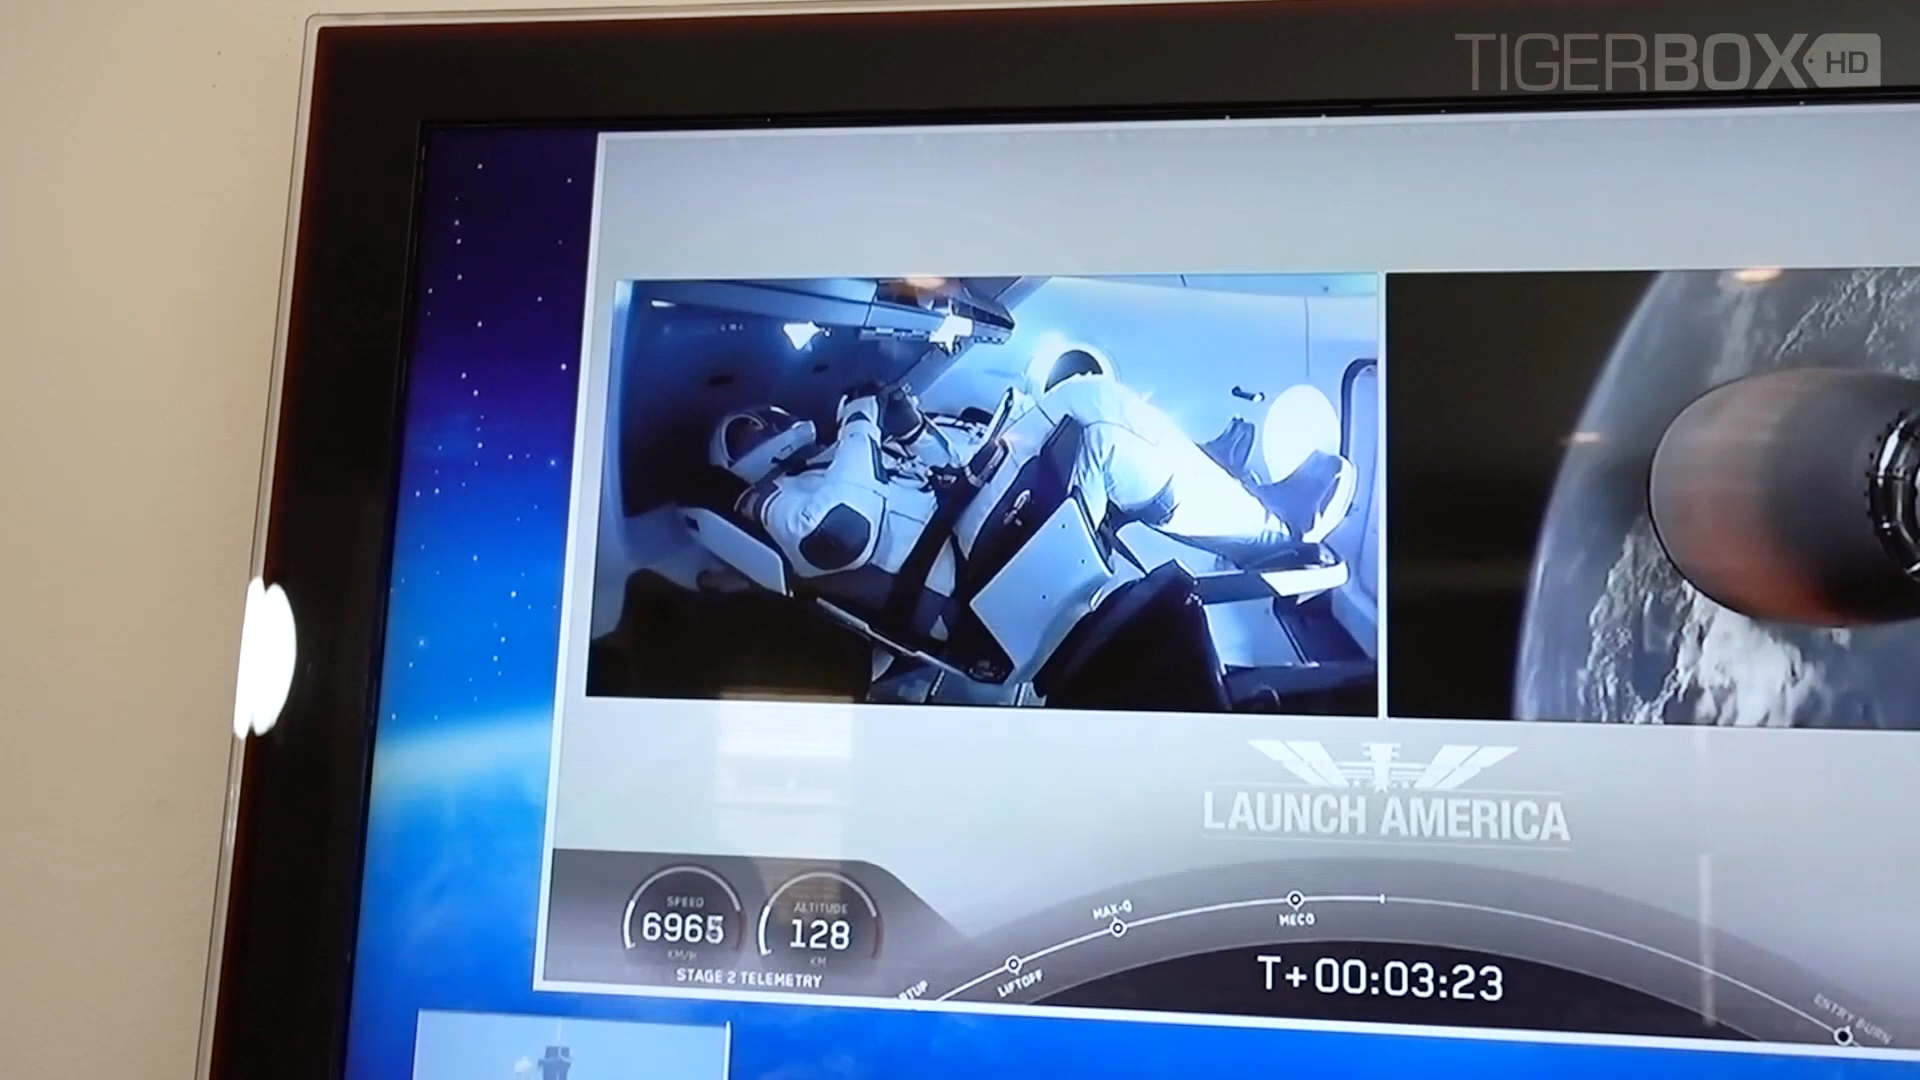 TIGERBOX HD
LAUNCH AMERICA
SPEED
6965
KM/H
ALTITUDE
128
KM
STAGE 2 TELEMETRY
LIFTOFF
MAX-Q
MECO
ENTRY BURN
T+00:03:23